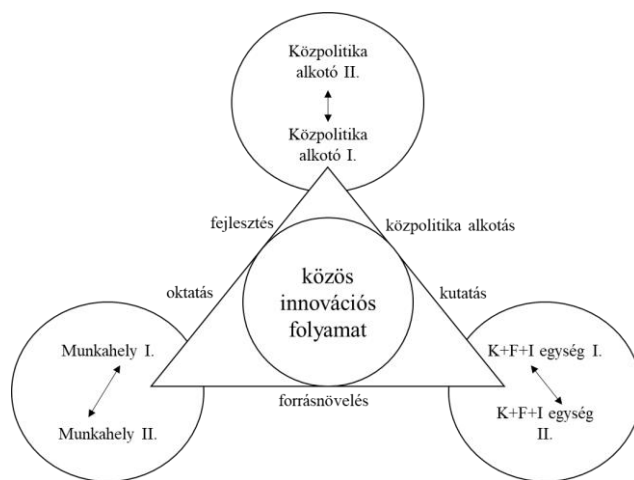 Közpolitika
alkotó II.
Közpolitika
alkotó I.
fejlesztés
közpolitika alkotás
oktatás
közös
innovációs
folyamat
kutatás
Munkahely I.
Munkahely II.
K+F+I egység I.
K+F+I egység
II.
forrásnövelés